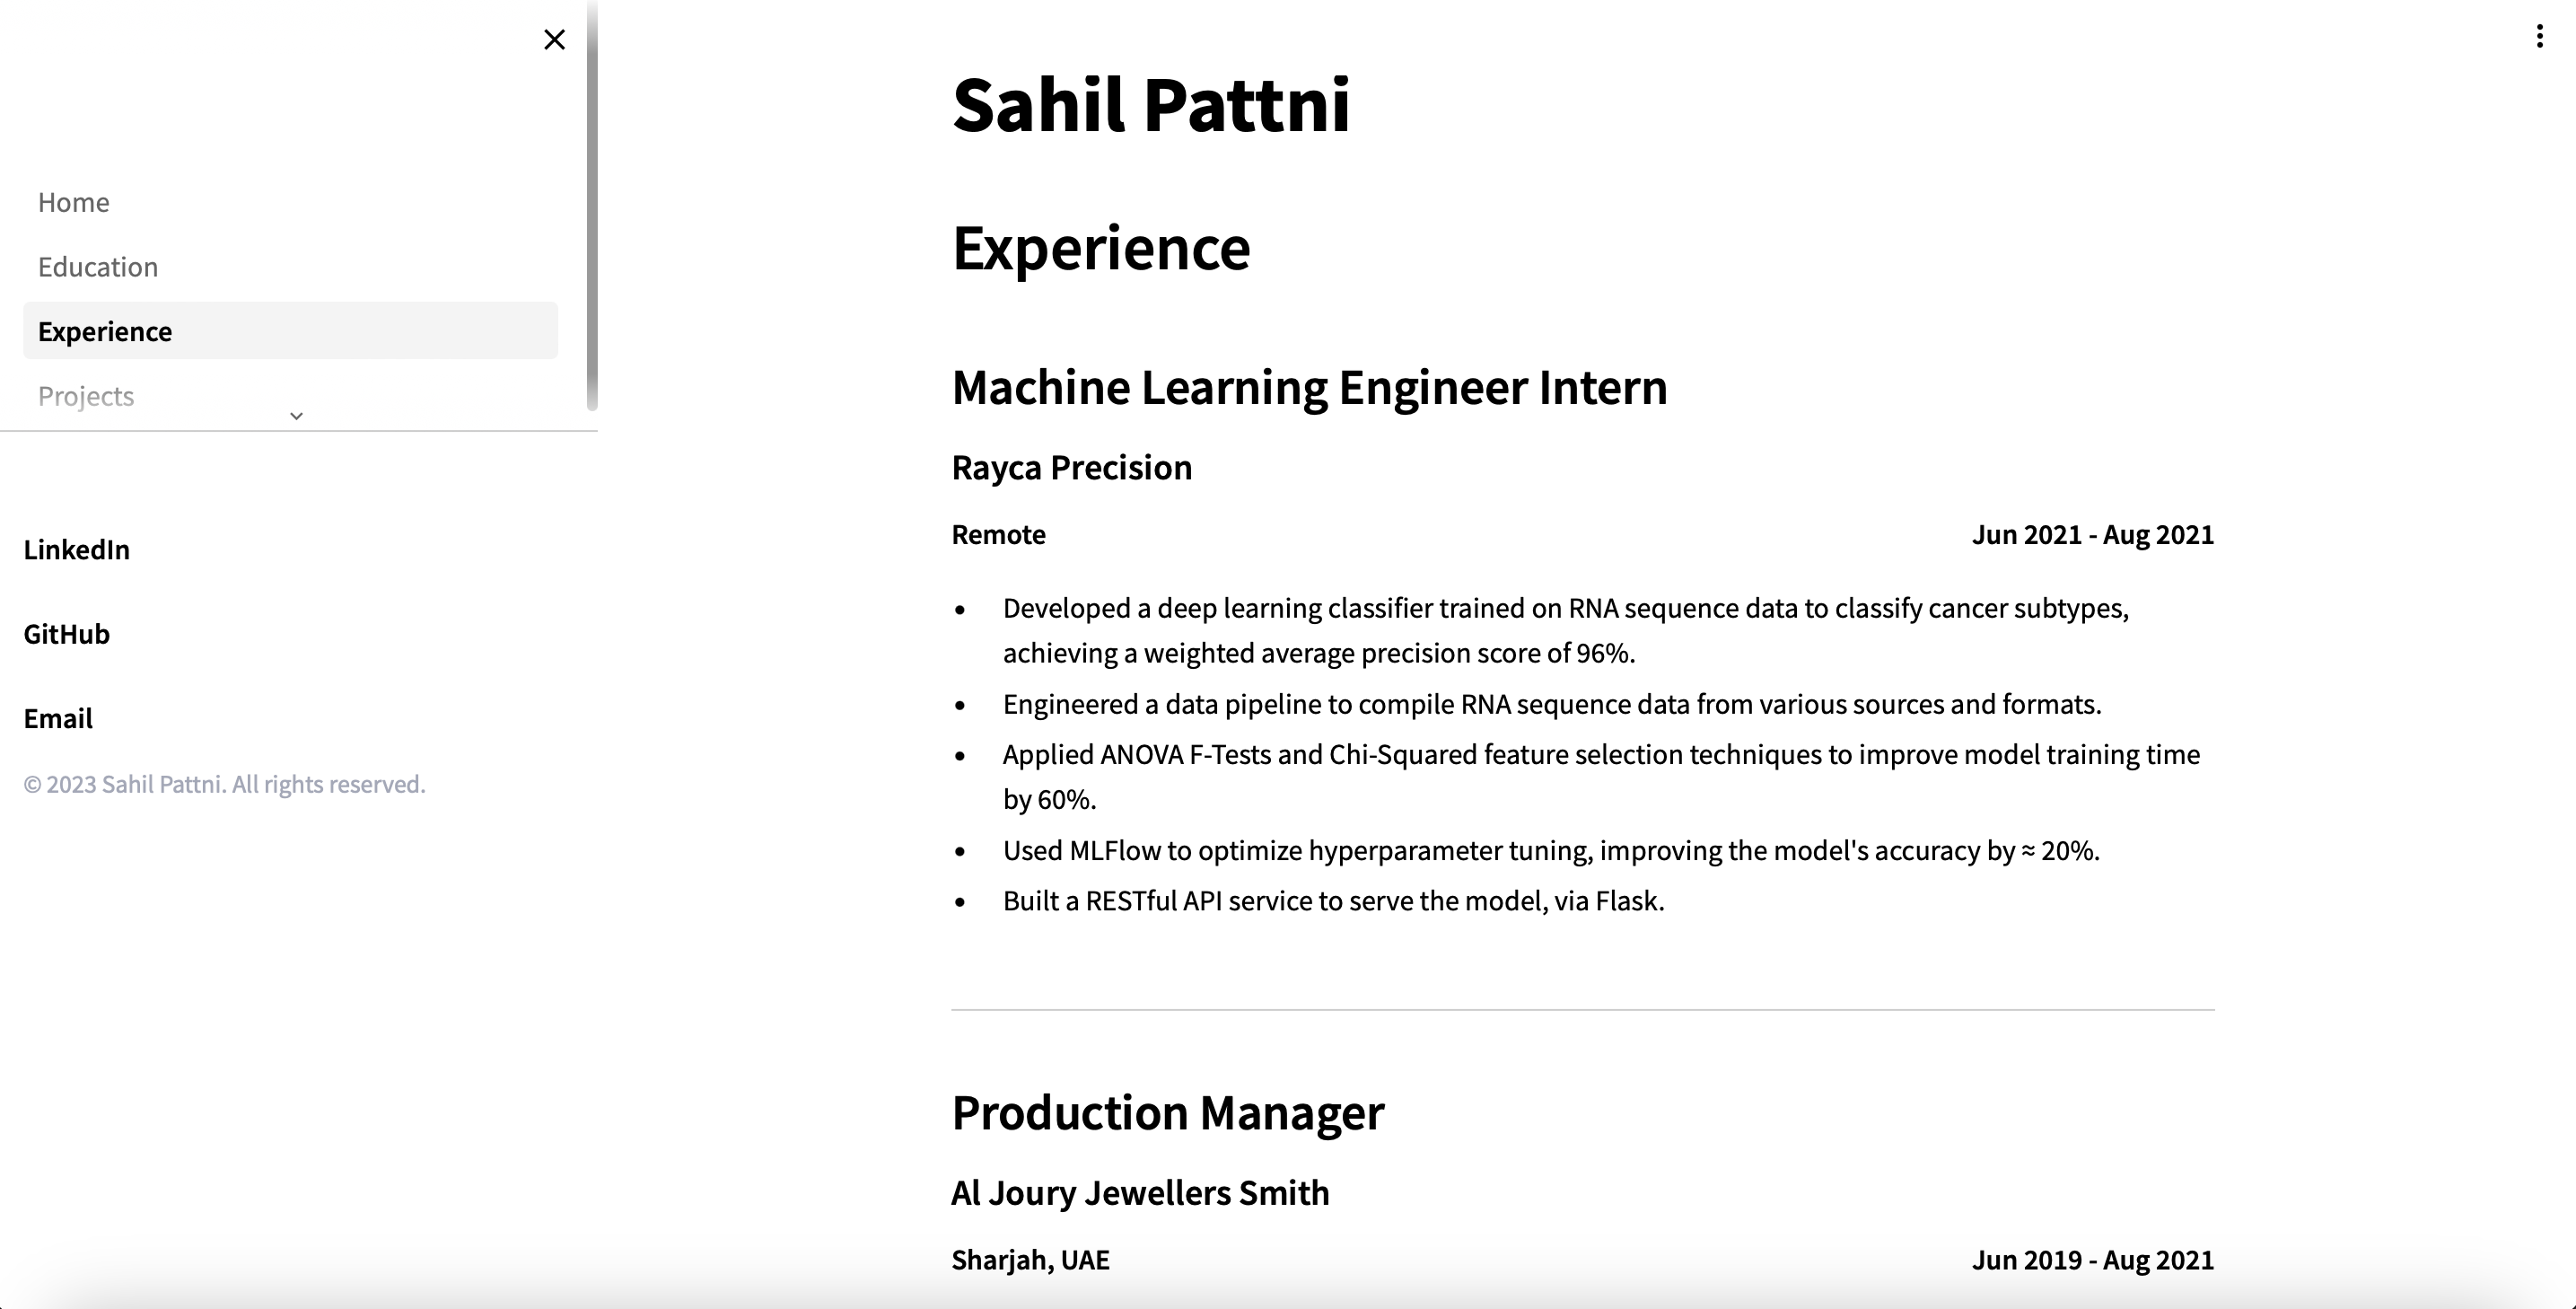 Home
Education
Experience
Projects
LinkedIn
GitHub
Email
© 2023 Sahil Pattni. All rights reserved.
Sahil Pattni
Experience
Machine Learning Engineer Intern
Rayca Precision
Remote
Jun 2021 - Aug 2021
• Developed a deep learning classifier trained on RNA sequence data to classify cancer subtypes,
achieving a weighted average precision score of 96%.
• Engineered a data pipeline to compile RNA sequence data from various sources and formats.
• Applied ANOVA F-Tests and Chi-Squared feature selection techniques to improve model training time
by 60%.
• Used MLFlow to optimize hyperparameter tuning, improving the model's accuracy by ≈ 20%.
• Built a RESTful API service to serve the model, via Flask.
Production Manager
Al Joury Jewellers Smith
Sharjah, UAE
Jun 2019 - Aug 2021